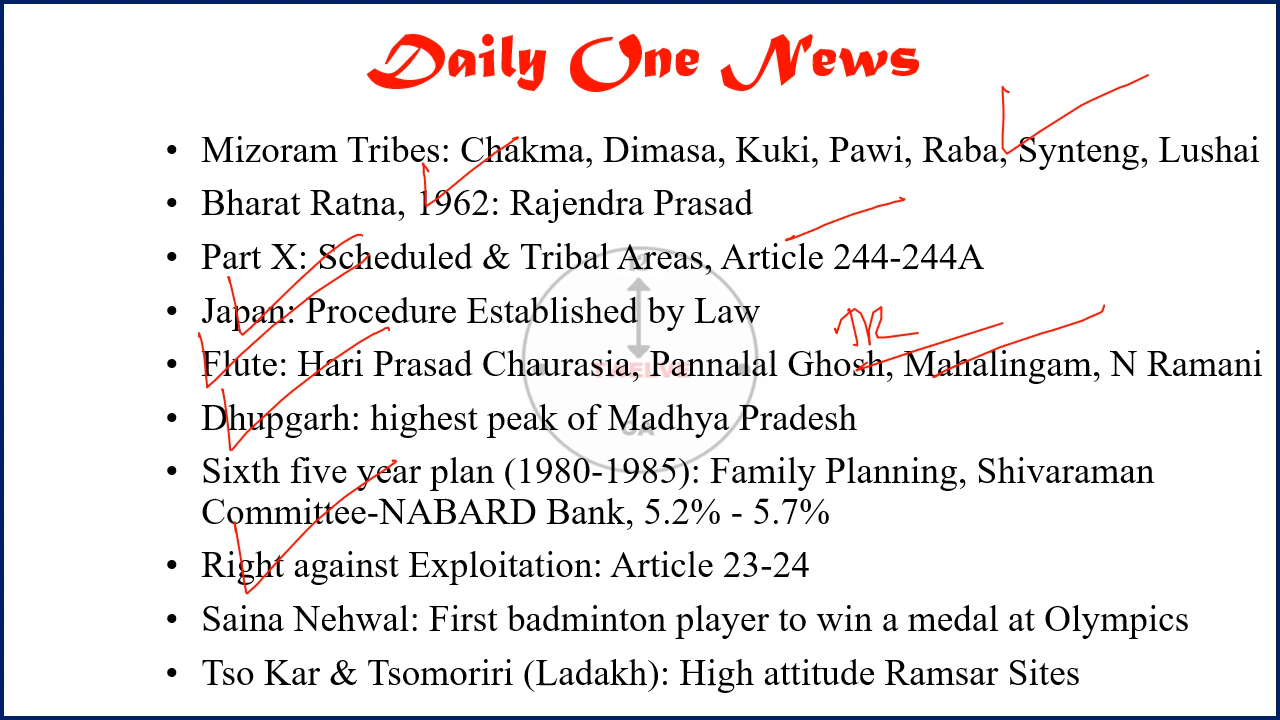 Daily One News
• Mizoram Tribes: Chakma, Dimasa, Kuki, Pawi, Raba, Synteng, Lushai
• Bharat Ratna, 1962: Rajendra Prasad
• Part X: Scheduled & Tribal Areas, Article 244-244A
• Japan: Procedure Established by Law
TR
• Flute: Hari Prasad Chaurasia, Pannalal Ghosh, Mahalingam, N Ramani
• Dhupgarh: highest peak of Madhya Pradesh
• Sixth five year plan (1980-1985): Family Planning, Shivaraman
Committee-NABARD Bank, 5.2% - 5.7%
• Right against Exploitation: Article 23-24
• Saina Nehwal: First badminton player to win a medal at Olympics
• Tso Kar & Tsomoriri (Ladakh): High attitude Ramsar Sites
12
TWELVE